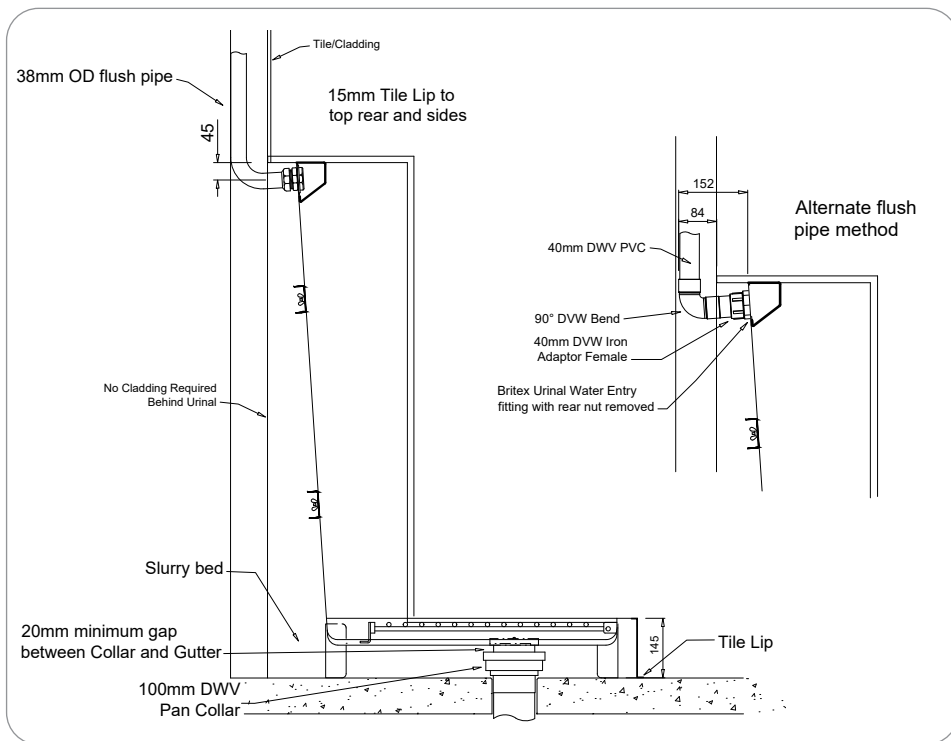 Tile/Cladding
38mm OD flush pipe
15mm Tile Lip to
top rear and sides
45
152
84
Alternate flush
pipe method
40mm DWV PVC
90° DVW Bend
40mm DVW Iron
Adaptor Female
Britex Urinal Water Entry
fitting with rear nut removed
No Cladding Required
Behind Urinal
Slurry bed
20mm minimum gap
between Collar and Gutter
100mm DWV
Pan Collar
145
Tile Lip